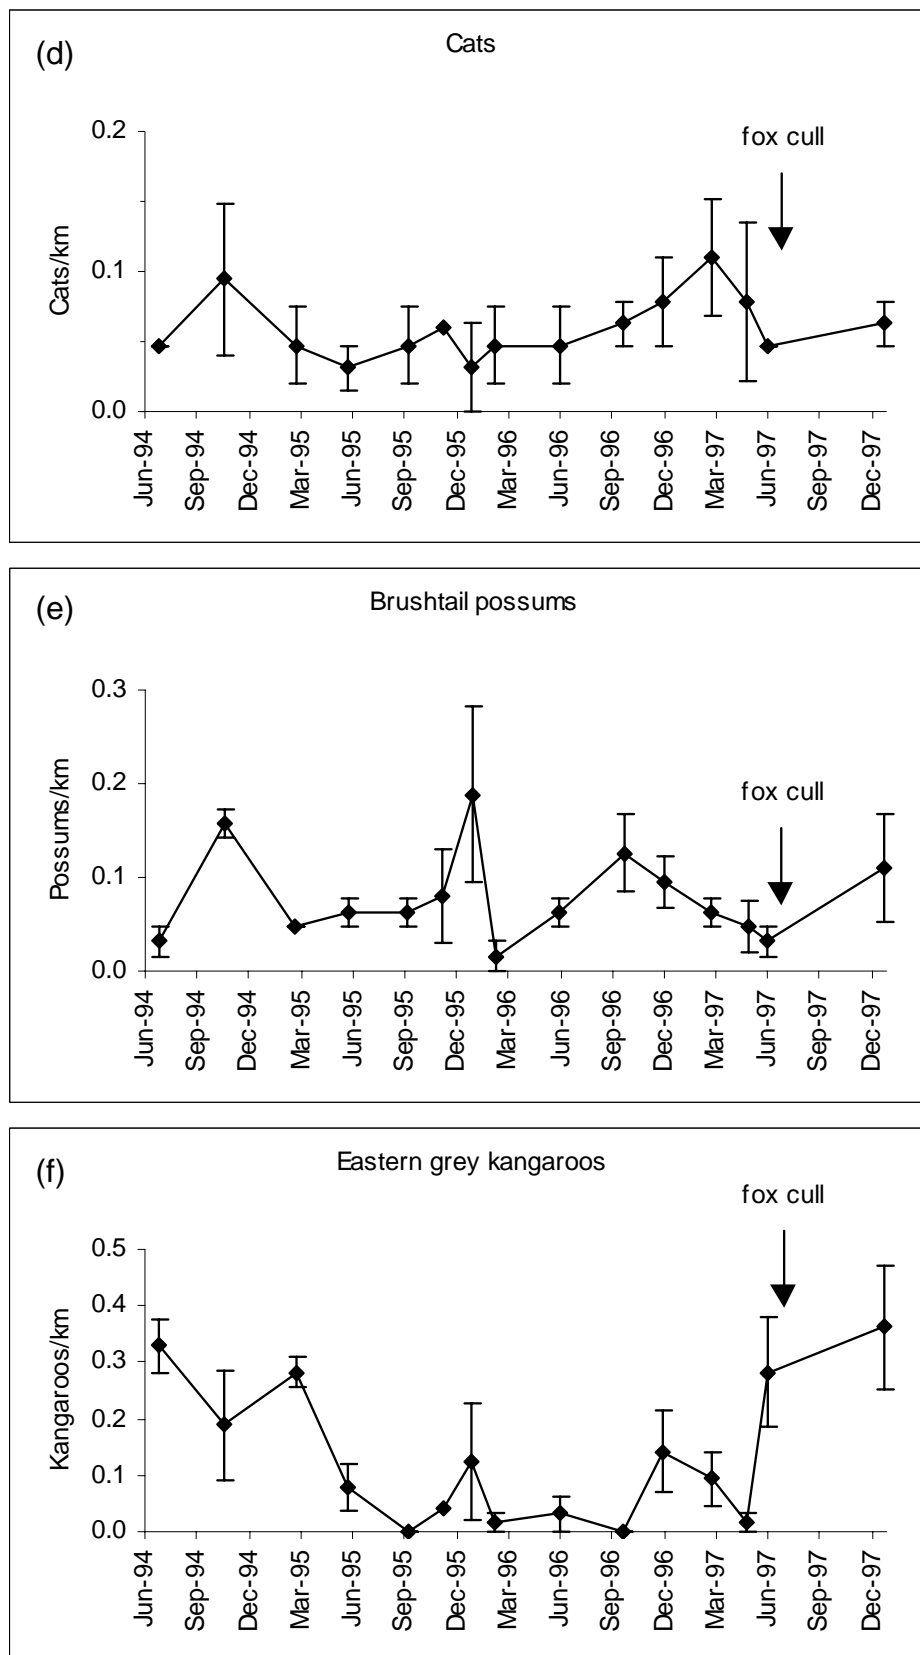 (d)
Cats
0.2
fox cull
0.1
Cats/km
0.0
Jun-94
Sep-94
Dec-94
Mar-95
Jun-95
Sep-95
Dec-95
Mar-96
Jun-96
Sep-96
Dec-96
Mar-97
Jun-97
Sep-97
Dec-97
(e)
Brushtail possums
0.3
0.2
fox cull
Possums/km
0.1
0.0
Jun-94
Sep-94
Dec-94
Mar-95
Jun-95
Sep-95
Dec-95
Mar-96
Jun-96
Sep-96
Dec-96
Mar-97
Jun-97
Sep-97
Dec-97
(f)
Eastern grey kangaroos
fox cull
0.5
0.4
0.3
Kangaroos/km
0.2
0.1
0.0
Jun-94
Sep-94
Dec-94
Mar-95
Jun-95
Sep-95
Dec-95
Mar-96
Jun-96
Sep-96
Dec-96
Mar-97
Jun-97
Sep-97
Dec-97